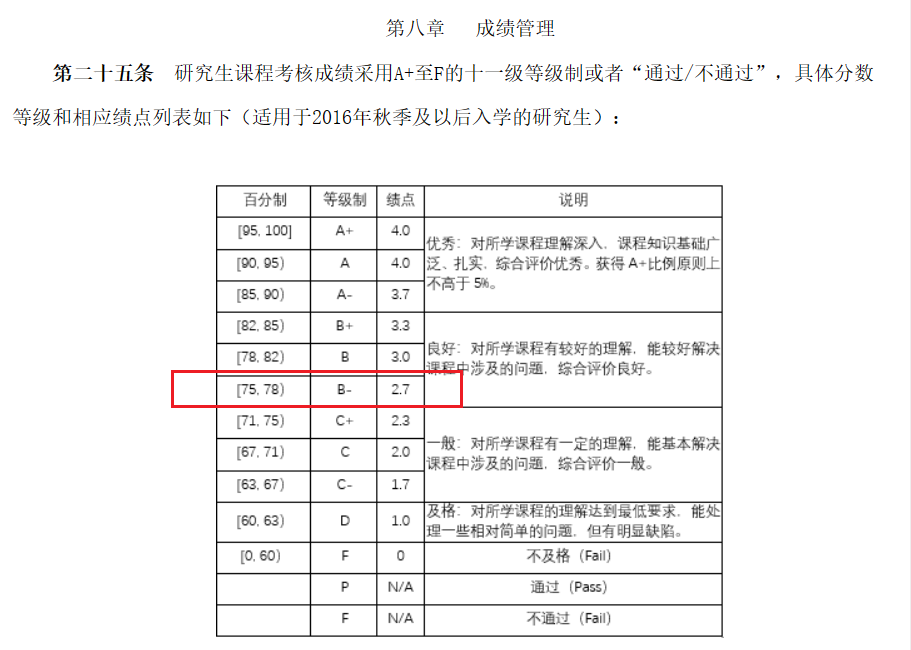 第八章 成绩管理
第二十五条 研究生课程考核成绩采用A+至F的十一级等级制或者“通过/不通过”，具体分数
等级和相应绩点列表如下（适用于2016年秋季及以后入学的研究生）：
百分制 等级制 绩点 说明
[95, 100] A+ 4.0
优秀：对所学课程理解深入，课程知识基础广
[90, 95) A 4.0 泛、扎实，综合评价优秀。获得 A+比例原则上
不高于 5%。
[85, 90) A- 3.7
[82, 85) B+ 3.3
良好：对所学课程有较好的理解，能较好解决
[78, 82) B 3.0
课程中涉及的问题，综合评价良好。
[75, 78) B- 2.7
[71, 75) C+ 2.3
一般：对所学课程有一定的理解，能基本解决
[67, 71) C 2.0
课程中涉及的问题，综合评价一般。
[63, 67) C- 1.7
及格：对所学课程的理解达到最低要求，能处
[60, 63) D 1.0
理一些相对简单的问题，但有明显缺陷。
[0, 60) F 0 不及格（Fail）
P N/A 通过（Pass）
F N/A 不通过（Fail）